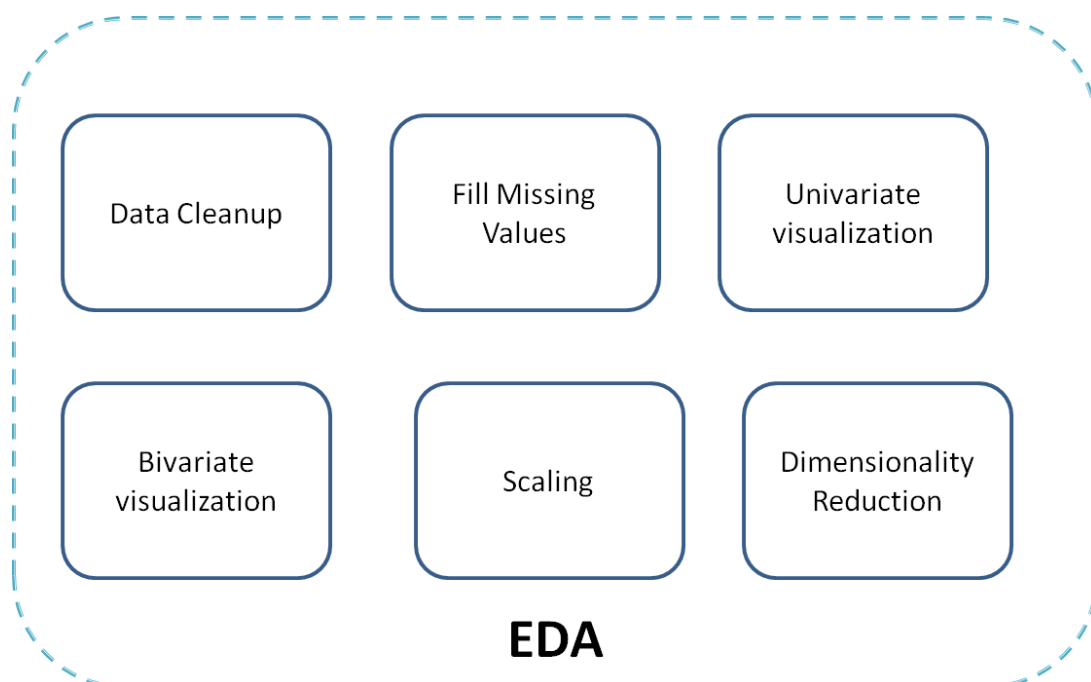 Data Cleanup
Fill Missing
Values
Univariate
visualization
Bivariate
visualization
Scaling
Dimensionality
Reduction
EDA